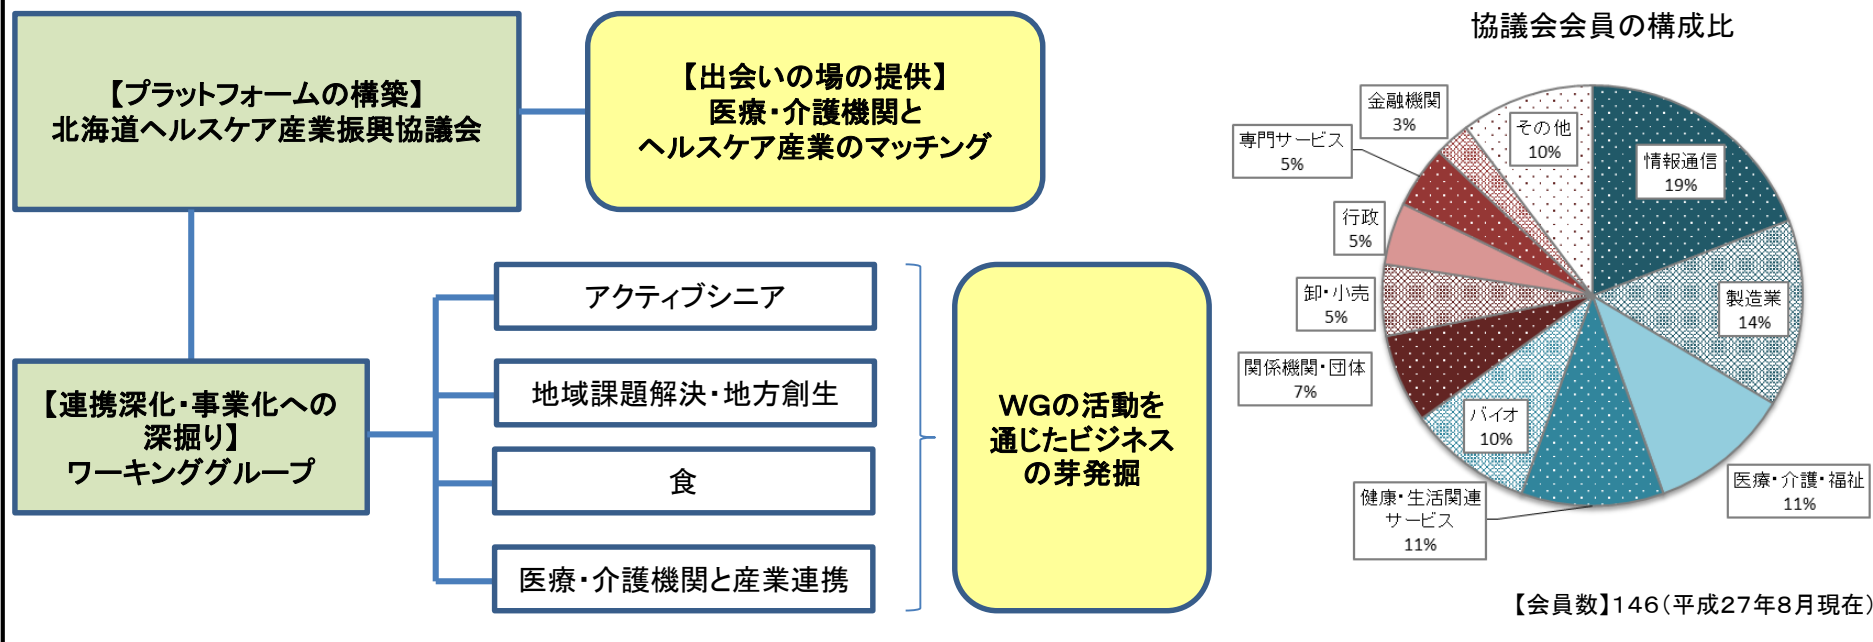 【プラットフォームの構築】
北海道ヘルスケア産業振興協議会
【出会いの場の提供】
医療・介護機関と
ヘルスケア産業のマッチング
【連携深化・事業化への
深掘り】
ワーキンググループ
アクティブシニア
地域課題解決・地方創生
食
医療・介護機関と産業連携
WGの活動を
通じたビジネス
の芽発掘
協議会会員の構成比
情報通信
19%
製造業
14%
医療・介護・福祉
11%
健康・生活関連
サービス
11%
バイオ
10%
関係機関・団体
7%
卸・小売
5%
行政
5%
専門サービス
5%
金融機関
3%
その他
10%
【会員数】146(平成27年8月現在)